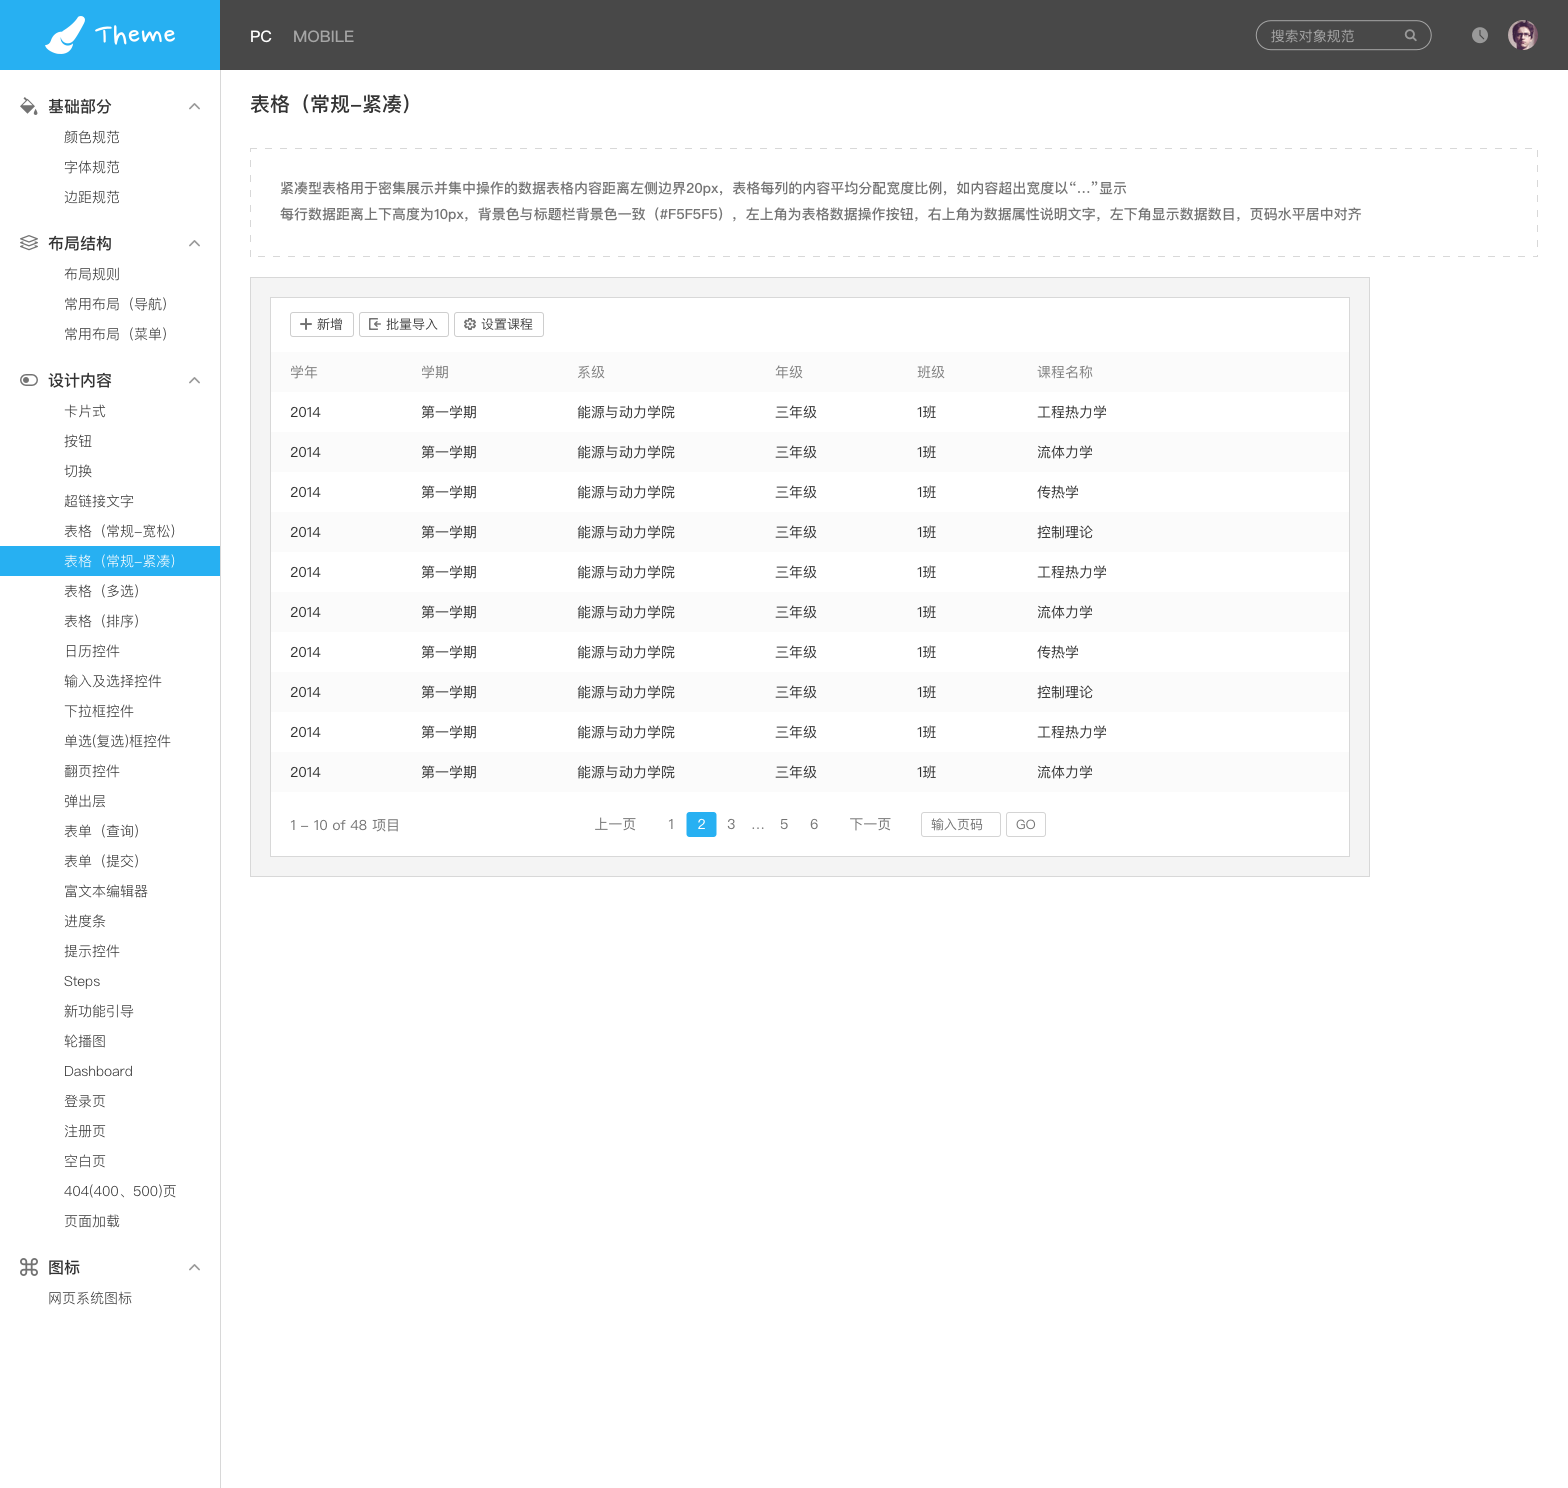 Theme
PC MOBILE 搜索对象规范
基础部分
颜色规范
字体规范
边距规范
布局结构
布局规则
常用布局（导航）
常用布局（菜单）
设计内容
卡片式
按钮
切换
超链接文字
表格（常规-宽松）
表格（常规-紧凑）
表格（多选）
表格（排序）
日历控件
输入及选择控件
下拉框控件
单选(复选)框控件
翻页控件
弹出层
表单（查询）
表单（提交）
富文本编辑器
进度条
提示控件
Steps
新功能引导
轮播图
Dashboard
登录页
注册页
空白页
404(400、500)页
页面加载
图标
网页系统图标
表格（常规-紧凑）
紧凑型表格用于密集展示并集中操作的数据表格内容距离左侧边界20px，表格每列的内容平均分配宽度比例，如内容超出宽度以“...”显示
每行数据距离上下高度为10px，背景色与标题栏背景色一致（#F5F5F5），左上角为表格数据操作按钮，右上角为数据属性说明文字，左下角显示数据数目，页码水平居中对齐
新增 批量导入 设置课程
学年 学期 系级 年级 班级 课程名称
2014 第一学期 能源与动力学院 三年级 1班 工程热力学
2014 第一学期 能源与动力学院 三年级 1班 流体力学
2014 第一学期 能源与动力学院 三年级 1班 传热学
2014 第一学期 能源与动力学院 三年级 1班 控制理论
2014 第一学期 能源与动力学院 三年级 1班 工程热力学
2014 第一学期 能源与动力学院 三年级 1班 流体力学
2014 第一学期 能源与动力学院 三年级 1班 传热学
2014 第一学期 能源与动力学院 三年级 1班 控制理论
2014 第一学期 能源与动力学院 三年级 1班 工程热力学
2014 第一学期 能源与动力学院 三年级 1班 流体力学
1 – 10 of 48 项目 上一页 1 2 3 ... 5 6 下一页 输入页码 GO